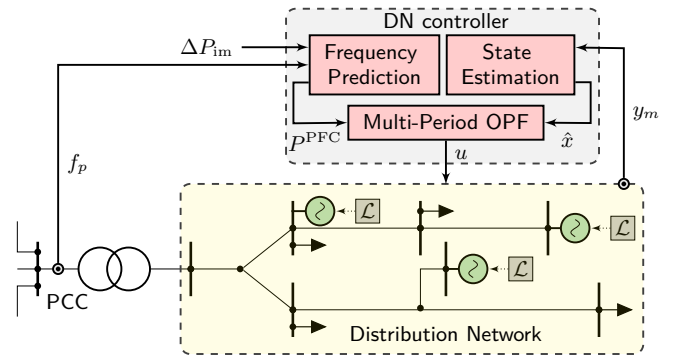 DN controller
ΔP_im
Frequency
Prediction
State
Estimation
Multi-Period OPF
P^PFC
x̂
y_m
f_p
u
ℒ
ℒ
ℒ
PCC
Distribution Network